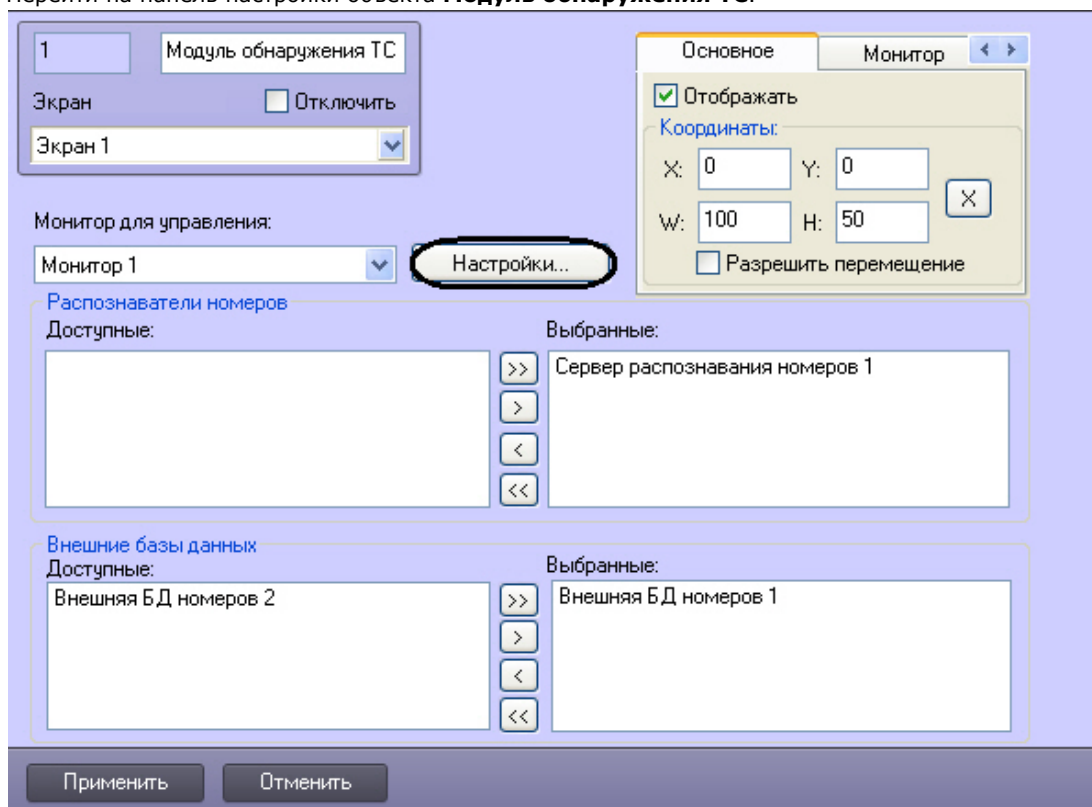 Перейти на панель настройки объекта Модуль обнаружения ТС.
1
Модуль обнаружения ТС
Экран
Отключить
Экран 1
Основное
Монитор
Отображать
Координаты:
X: 0 Y: 0
X
W: 100 H: 50
Разрешить перемещение
Монитор для управления:
Монитор 1
Настройки...
Распознаватели номеров
Доступные:
Выбранные:
Сервер распознавания номеров 1
>>
>
<
<<
Внешние базы данных
Доступные:
Выбранные:
Внешняя БД номеров 2
Внешняя БД номеров 1
>>
>
<
<<
Применить
Отменить